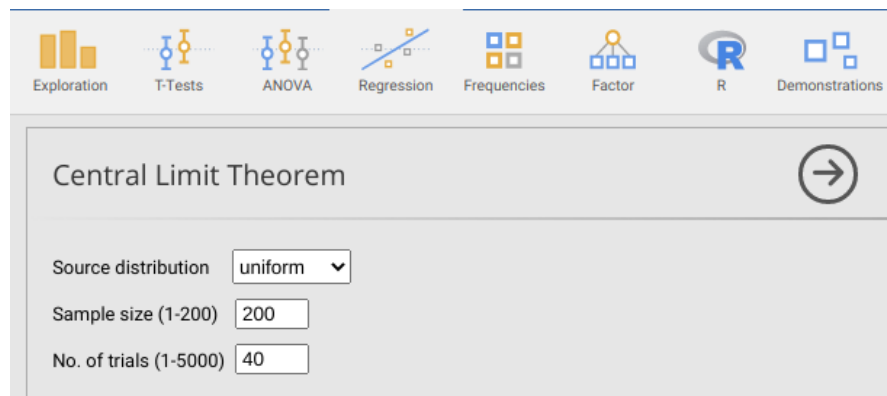 Exploration T-Tests ANOVA Regression Frequencies Factor R Demonstrations
Central Limit Theorem
Source distribution uniform
Sample size (1-200) 200
No. of trials (1-5000) 40